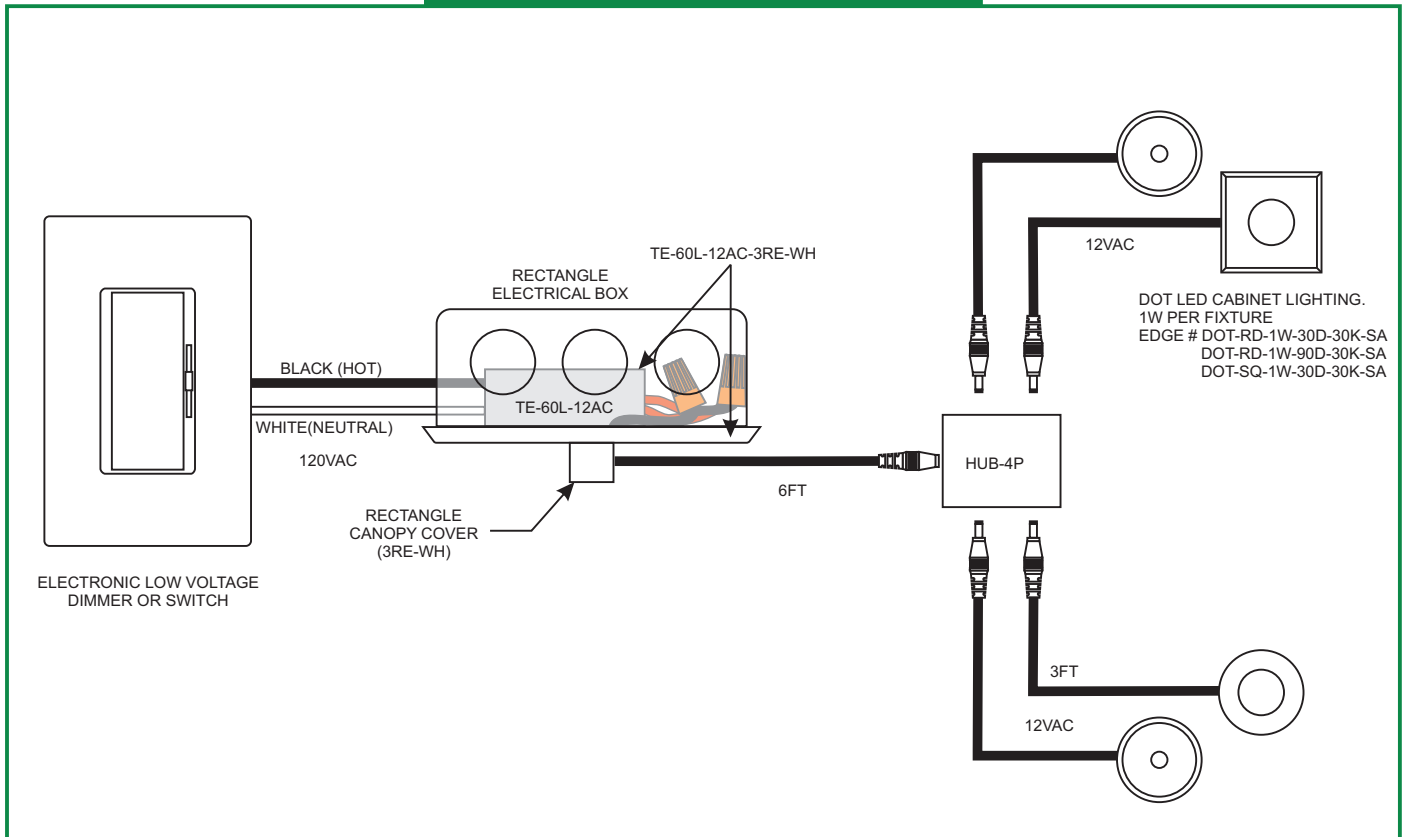 TE-60L-12AC-3RE-WH
12VAC
RECTANGLE
ELECTRICAL BOX
DOT LED CABINET LIGHTING.
1W PER FIXTURE
EDGE # DOT-RD-1W-30D-30K-SA
DOT-RD-1W-90D-30K-SA
DOT-SQ-1W-30D-30K-SA
BLACK (HOT)
TE-60L-12AC
WHITE(NEUTRAL)
120VAC
HUB-4P
6FT
RECTANGLE
CANOPY COVER
(3RE-WH)
ELECTRONIC LOW VOLTAGE
DIMMER OR SWITCH
3FT
12VAC